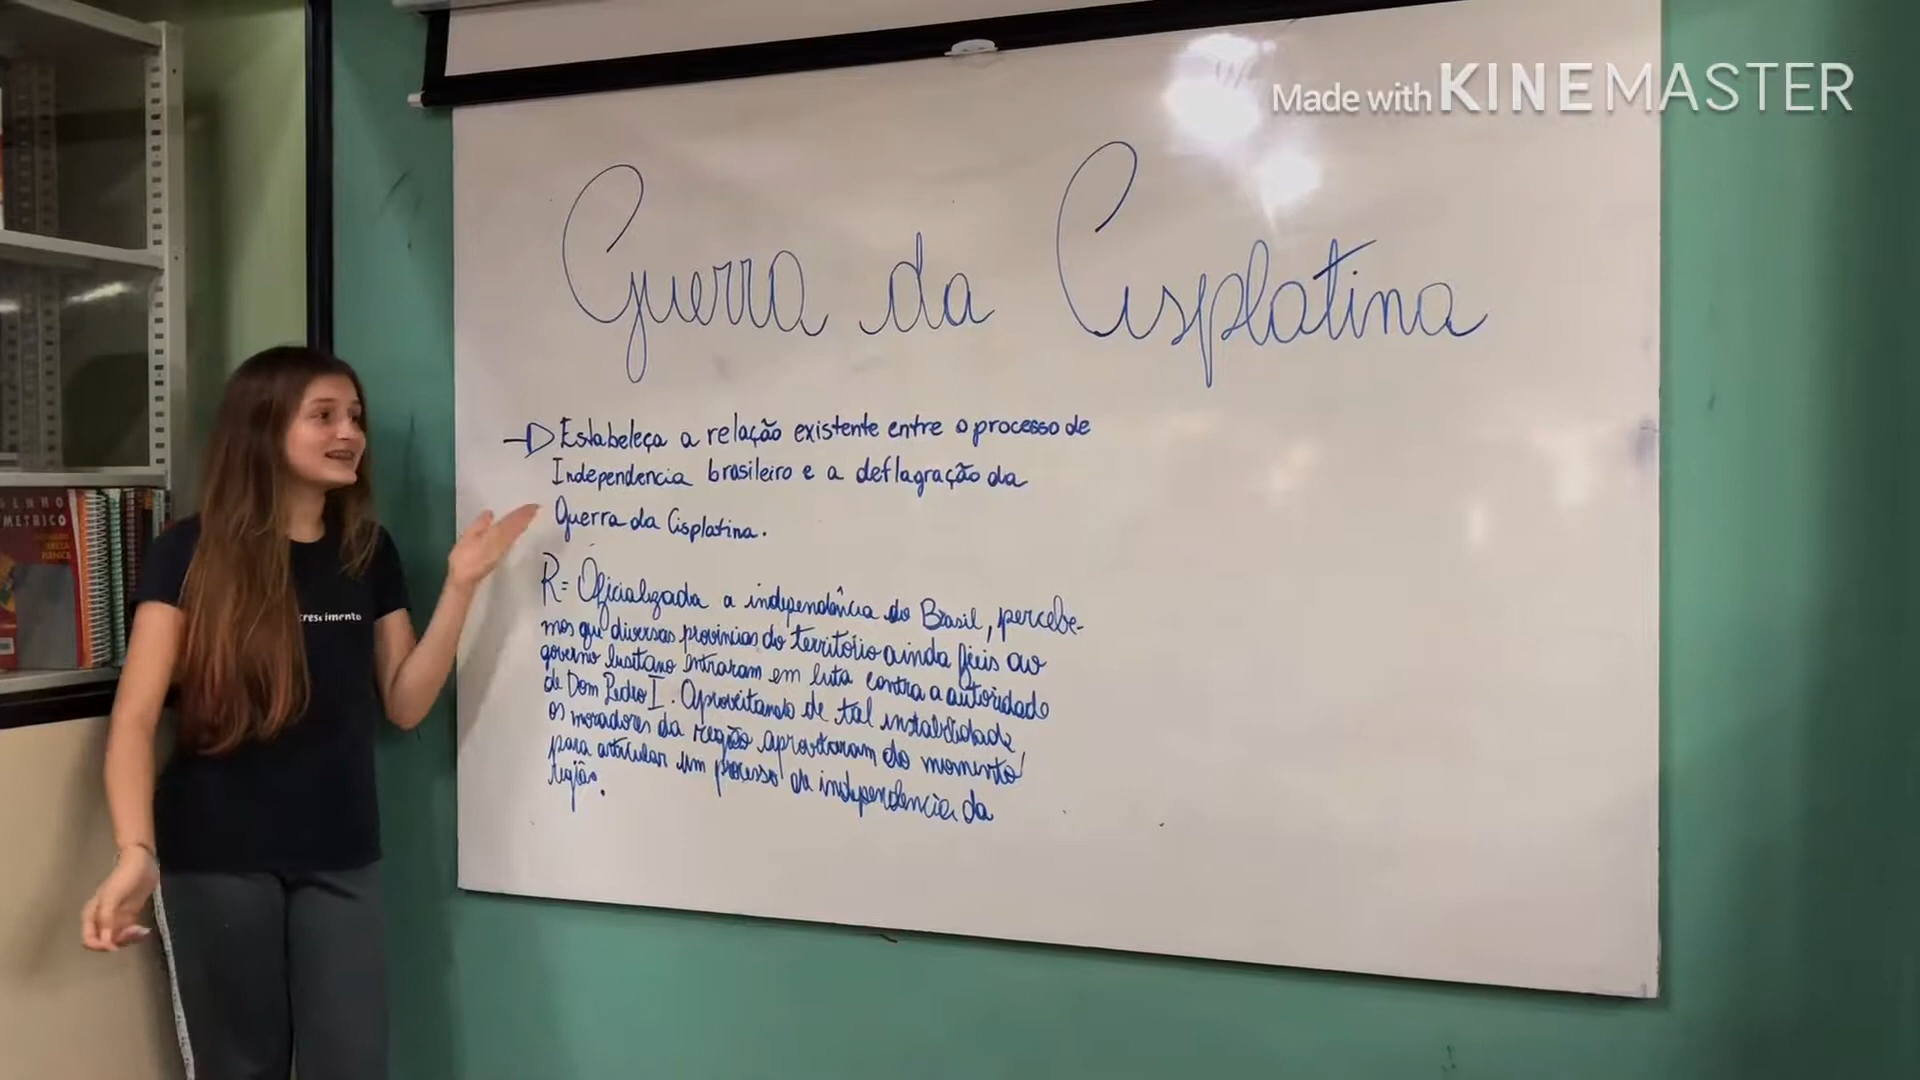 Made with KINEMASTER
Guerra da Cisplatina
Estabeleça a relação existente entre o processo de
Independencia brasileiro e a deflagração da
Guerra da Cisplatina.
R= Oficializada a independência do Brasil, percebe-
mos que diversas províncias do território ainda fieis ao
governo lusitano entraram em luta contra a autoridade
de Dom Pedro I. Aproveitando de tal instabilidade,
os moradores da região aproveitaram do momento
para articular um processo de independencia da
região.
crescimento
METRICO